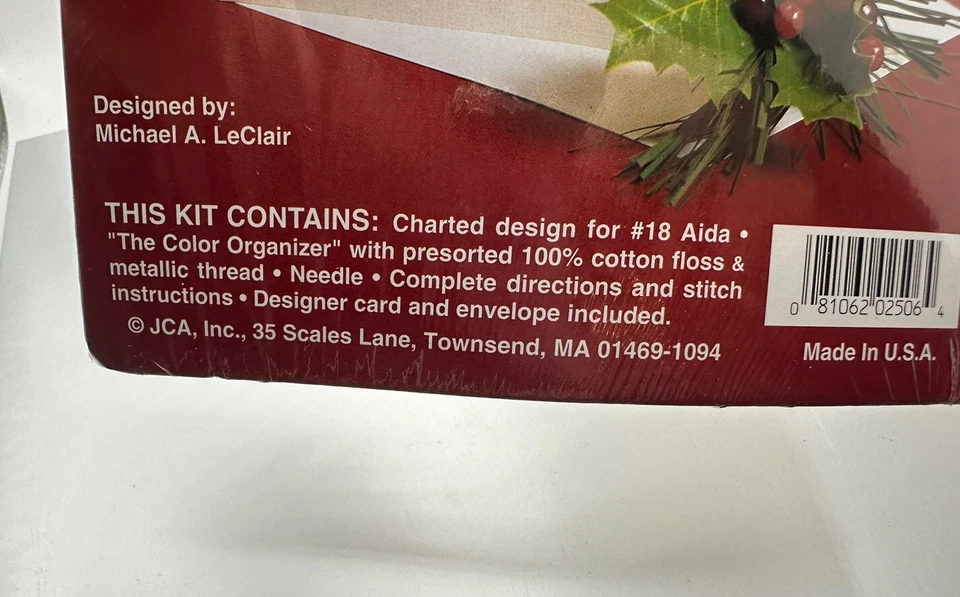 Designed by:
Michael A. LeClair
THIS KIT CONTAINS: Charted design for #18 Aida •
"The Color Organizer" with presorted 100% cotton floss &
metallic thread • Needle • Complete directions and stitch
instructions • Designer card and envelope included.
© JCA, Inc., 35 Scales Lane, Townsend, MA 01469-1094
0 81062 02506 4
Made In U.S.A.